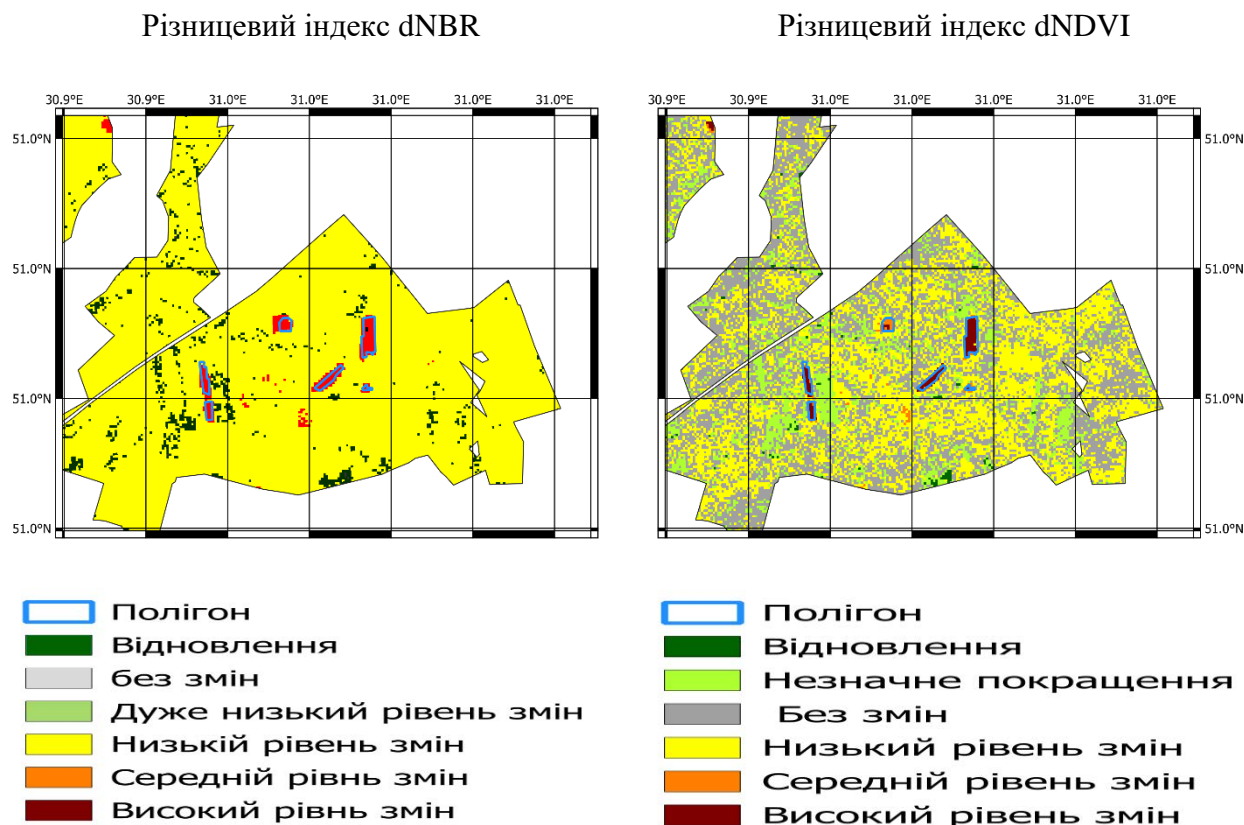 Різницевий індекс dNBR
Різницевий індекс dNDVI
30.9°E 30.9°E 31.0°E 31.0°E 31.0°E 31.0°E 31.0°E
30.9°E 30.9°E 31.0°E 31.0°E 31.0°E 31.0°E 31.0°E
51.0°N
51.0°N
51.0°N
51.0°N
51.0°N
51.0°N
51.0°N
51.0°N
Полігон
Відновлення
без змін
Дуже низький рівень змін
Низькій рівень змін
Середній рівнь змін
Високий рівнь змін
Полігон
Відновлення
Незначне покращення
Без змін
Низький рівень змін
Середній рівень змін
Високий рівень змін